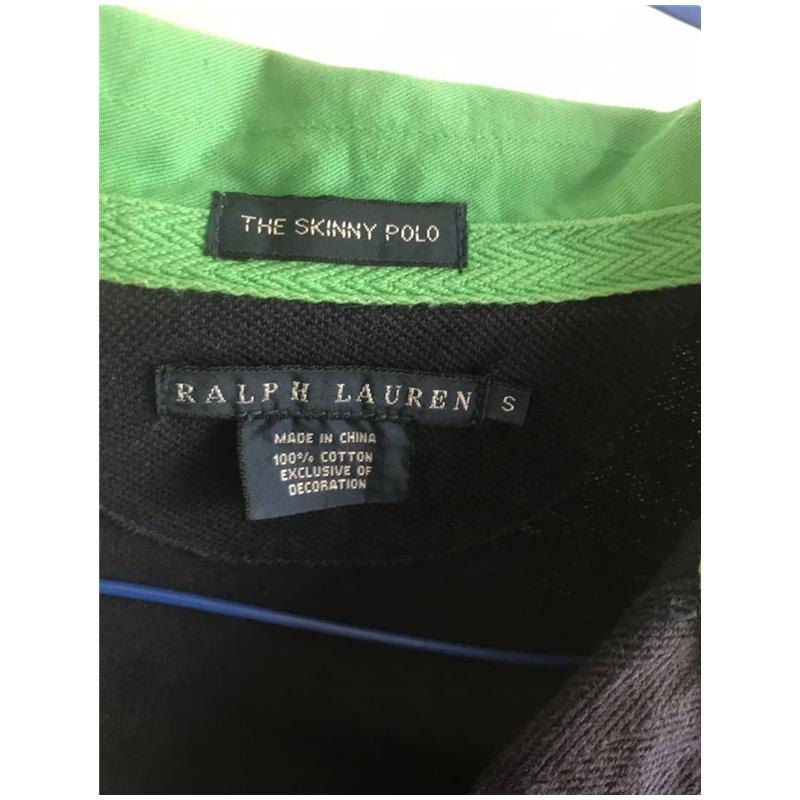 THE SKINNY POLO
RALPH LAUREN S
MADE IN CHINA
100% COTTON
EXCLUSIVE OF
DECORATION